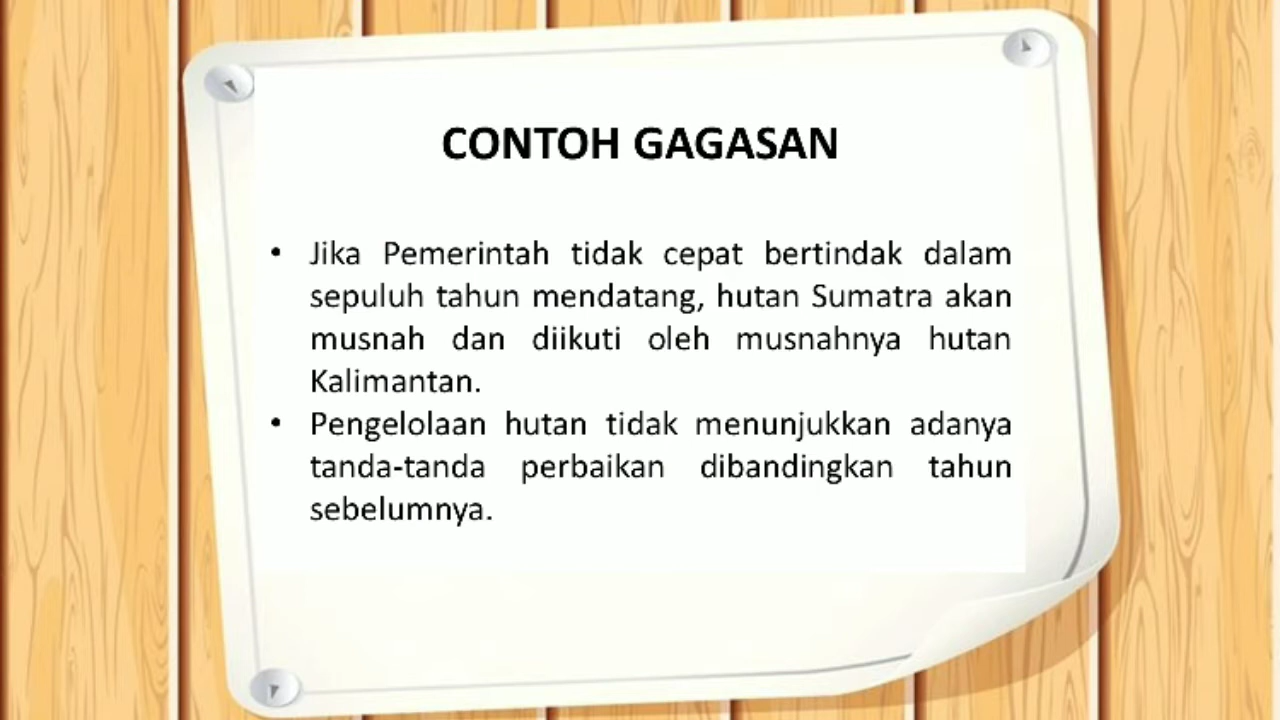 CONTOH GAGASAN
• Jika Pemerintah tidak cepat bertindak dalam
sepuluh tahun mendatang, hutan Sumatra akan
musnah dan diikuti oleh musnahnya hutan
Kalimantan.
• Pengelolaan hutan tidak menunjukkan adanya
tanda-tanda perbaikan dibandingkan tahun
sebelumnya.